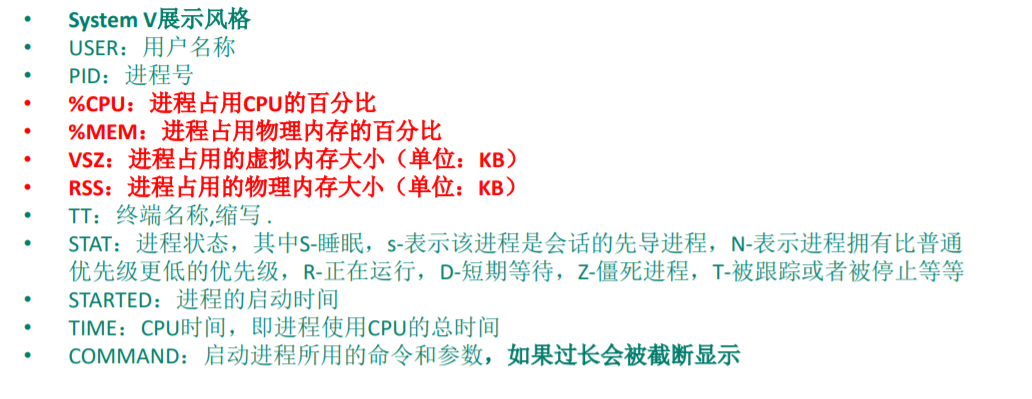 • System V展示风格
• USER：用户名称
• PID：进程号
• %CPU：进程占用CPU的百分比
• %MEM：进程占用物理内存的百分比
• VSZ：进程占用的虚拟内存大小（单位：KB）
• RSS：进程占用的物理内存大小（单位：KB）
• TT：终端名称,缩写 .
• STAT：进程状态，其中S-睡眠，s-表示该进程是会话的先导进程，N-表示进程拥有比普通
优先级更低的优先级，R-正在运行，D-短期等待，Z-僵死进程，T-被跟踪或者被停止等等
• STARTED：进程的启动时间
• TIME：CPU时间，即进程使用CPU的总时间
• COMMAND：启动进程所用的命令和参数，如果过长会被截断显示